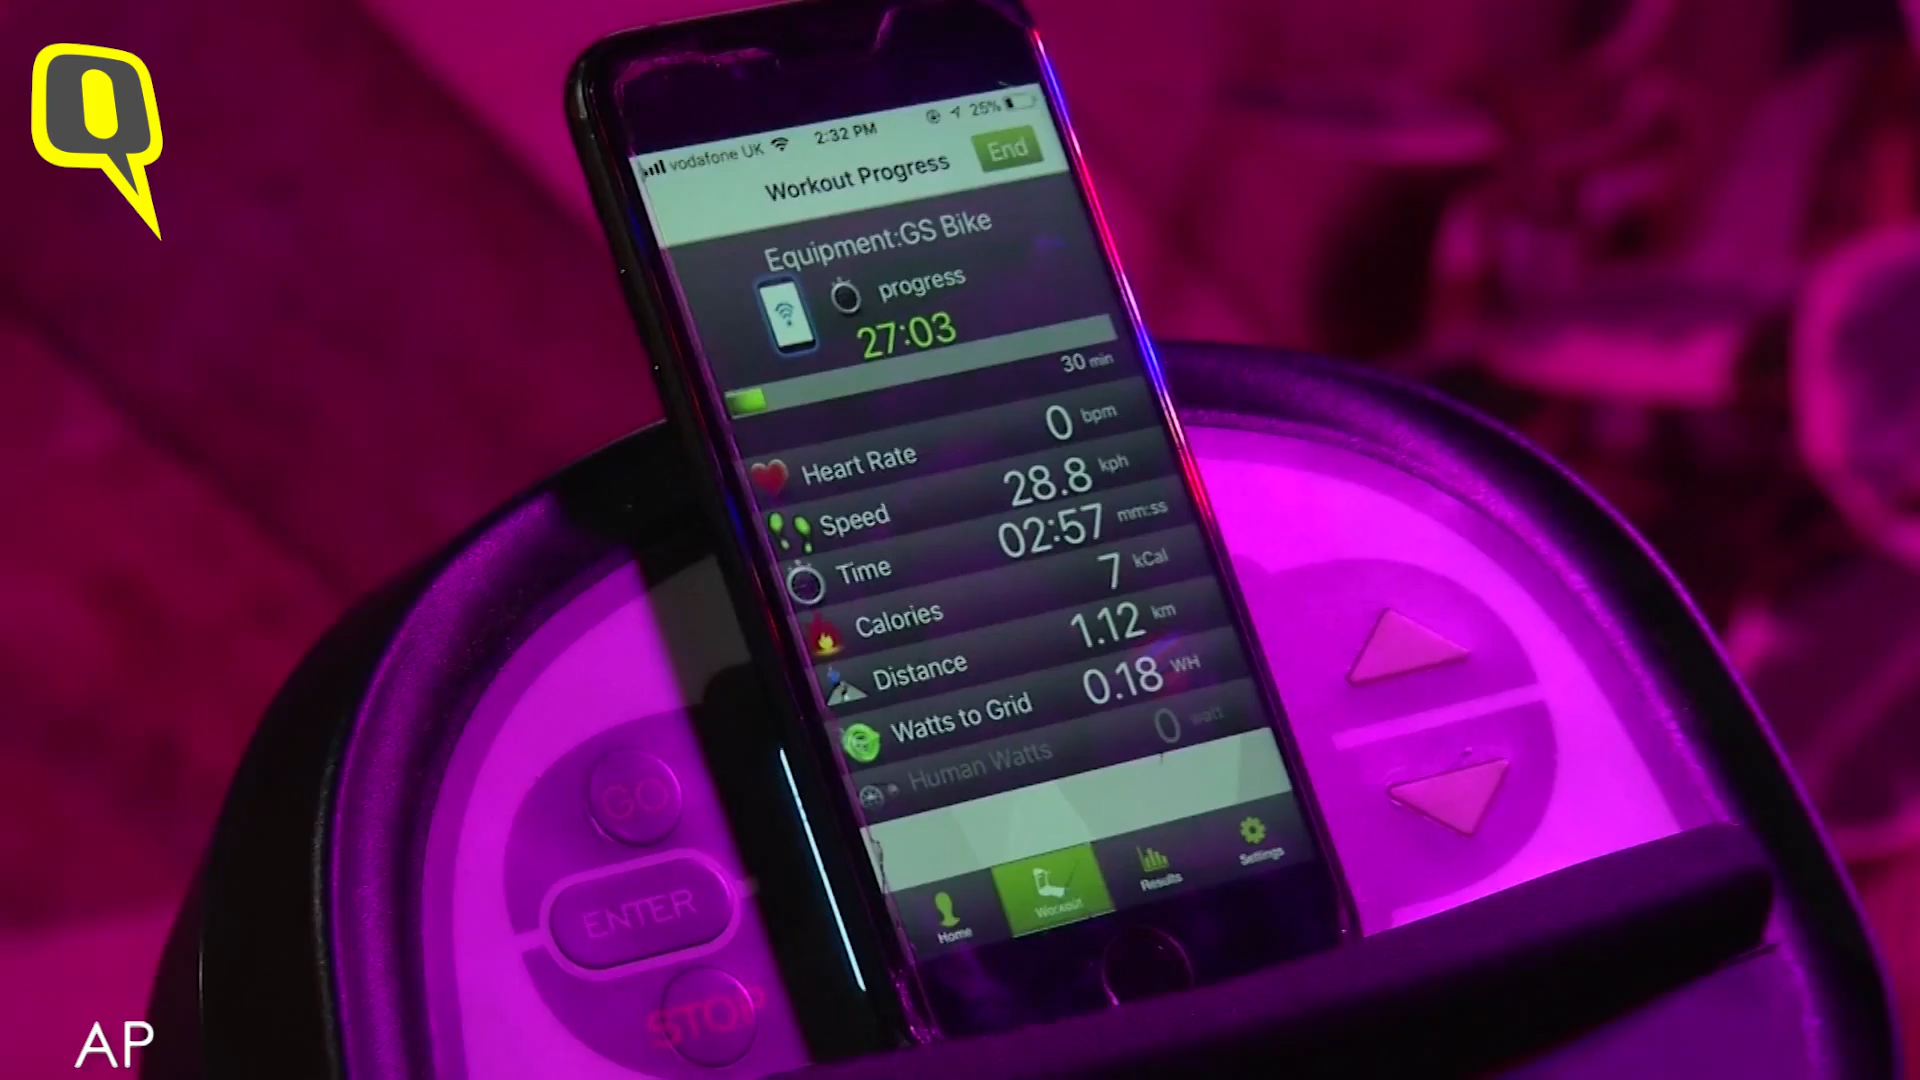 Q
vodafone UK 2:32 PM 25%
Workout Progress End
Equipment:GS Bike
progress
27:03
30 min
Heart Rate 0 bpm
Speed 28.8 kph
Time 02:57 mm:ss
Calories 7 kCal
Distance 1.12 km
Watts to Grid 0.18 WH
Human Watts 0 watt
Home Workout Results Settings
GO
ENTER
STOP
AP